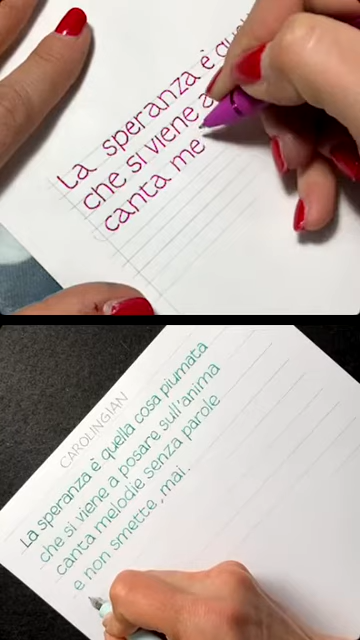 La speranza è
che si viene a
canta me
CAROLINGIAN
La speranza è quella cosa piumata
che si viene a posare sull'anima
canta melodie senza parole
e non smette, mai.